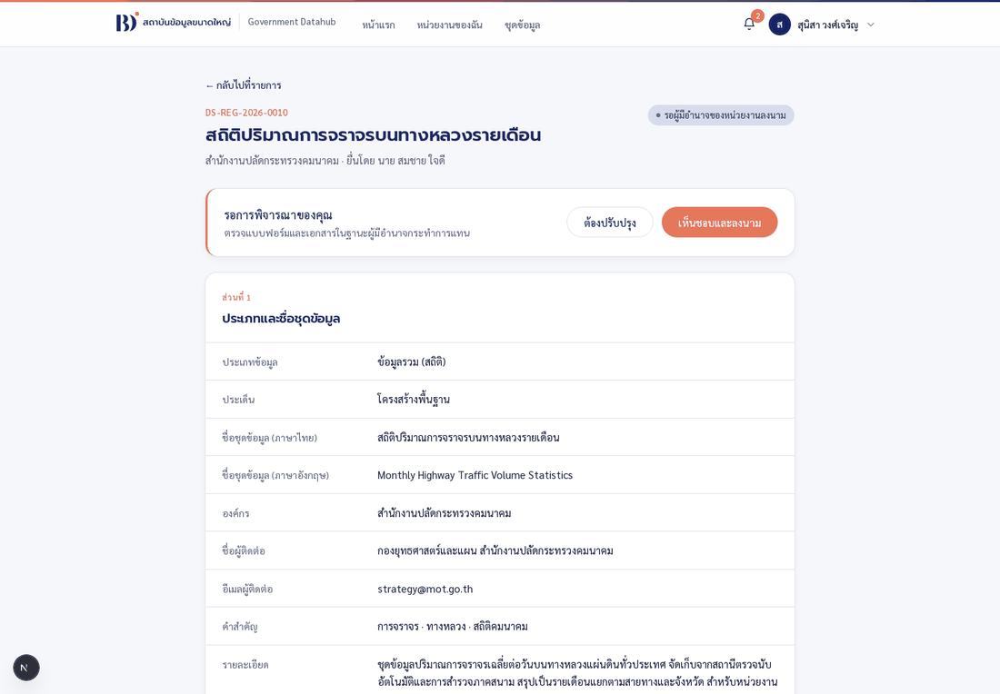 สถาบันข้อมูลขนาดใหญ่
Government Datahub
หน้าแรก
หน่วยงานของฉัน
ชุดข้อมูล
2
ส
สุนิสา วงศ์เจริญ
← กลับไปที่รายการ
DS-REG-2026-0010
รอผู้มีอำนาจของหน่วยงานลงนาม
สถิติปริมาณการจราจรบนทางหลวงรายเดือน
สำนักงานปลัดกระทรวงคมนาคม · ยื่นโดย นาย สมชาย ใจดี
รอการพิจารณาของคุณ
ตรวจแบบฟอร์มและเอกสารในฐานะผู้มีอำนาจกระทำการแทน
ต้องปรับปรุง
เห็นชอบและลงนาม
ส่วนที่ 1
ประเภทและชื่อชุดข้อมูล
ประเภทข้อมูล
ข้อมูลรวม (สถิติ)
ประเด็น
โครงสร้างพื้นฐาน
ชื่อชุดข้อมูล (ภาษาไทย)
สถิติปริมาณการจราจรบนทางหลวงรายเดือน
ชื่อชุดข้อมูล (ภาษาอังกฤษ)
Monthly Highway Traffic Volume Statistics
องค์กร
สำนักงานปลัดกระทรวงคมนาคม
ชื่อผู้ติดต่อ
กองยุทธศาสตร์และแผน สำนักงานปลัดกระทรวงคมนาคม
อีเมลผู้ติดต่อ
strategy@mot.go.th
คำสำคัญ
การจราจร · ทางหลวง · สถิติคมนาคม
รายละเอียด
ชุดข้อมูลปริมาณการจราจรเฉลี่ยต่อวันบนทางหลวงแผ่นดินทั่วประเทศ จัดเก็บจากสถานีตรวจนับ
อัตโนมัติและการสำรวจภาคสนาม สรุปเป็นรายเดือนแยกตามสายทางและจังหวัด สำหรับหน่วยงาน